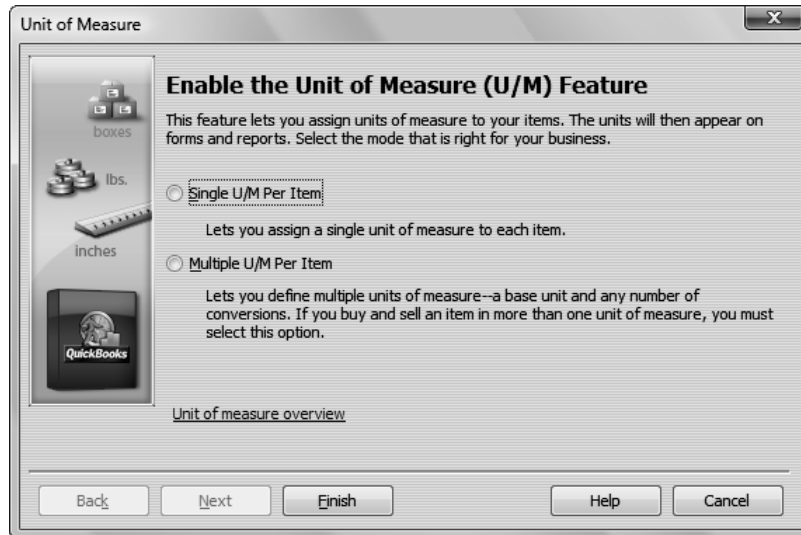 Unit of Measure
X
boxes
lbs.
inches
QuickBooks
Enable the Unit of Measure (U/M) Feature
This feature lets you assign units of measure to your items. The units will then appear on
forms and reports. Select the mode that is right for your business.
Single U/M Per Item
Lets you assign a single unit of measure to each item.
Multiple U/M Per Item
Lets you define multiple units of measure--a base unit and any number of
conversions. If you buy and sell an item in more than one unit of measure, you must
select this option.
Unit of measure overview
Back
Next
Finish
Help
Cancel